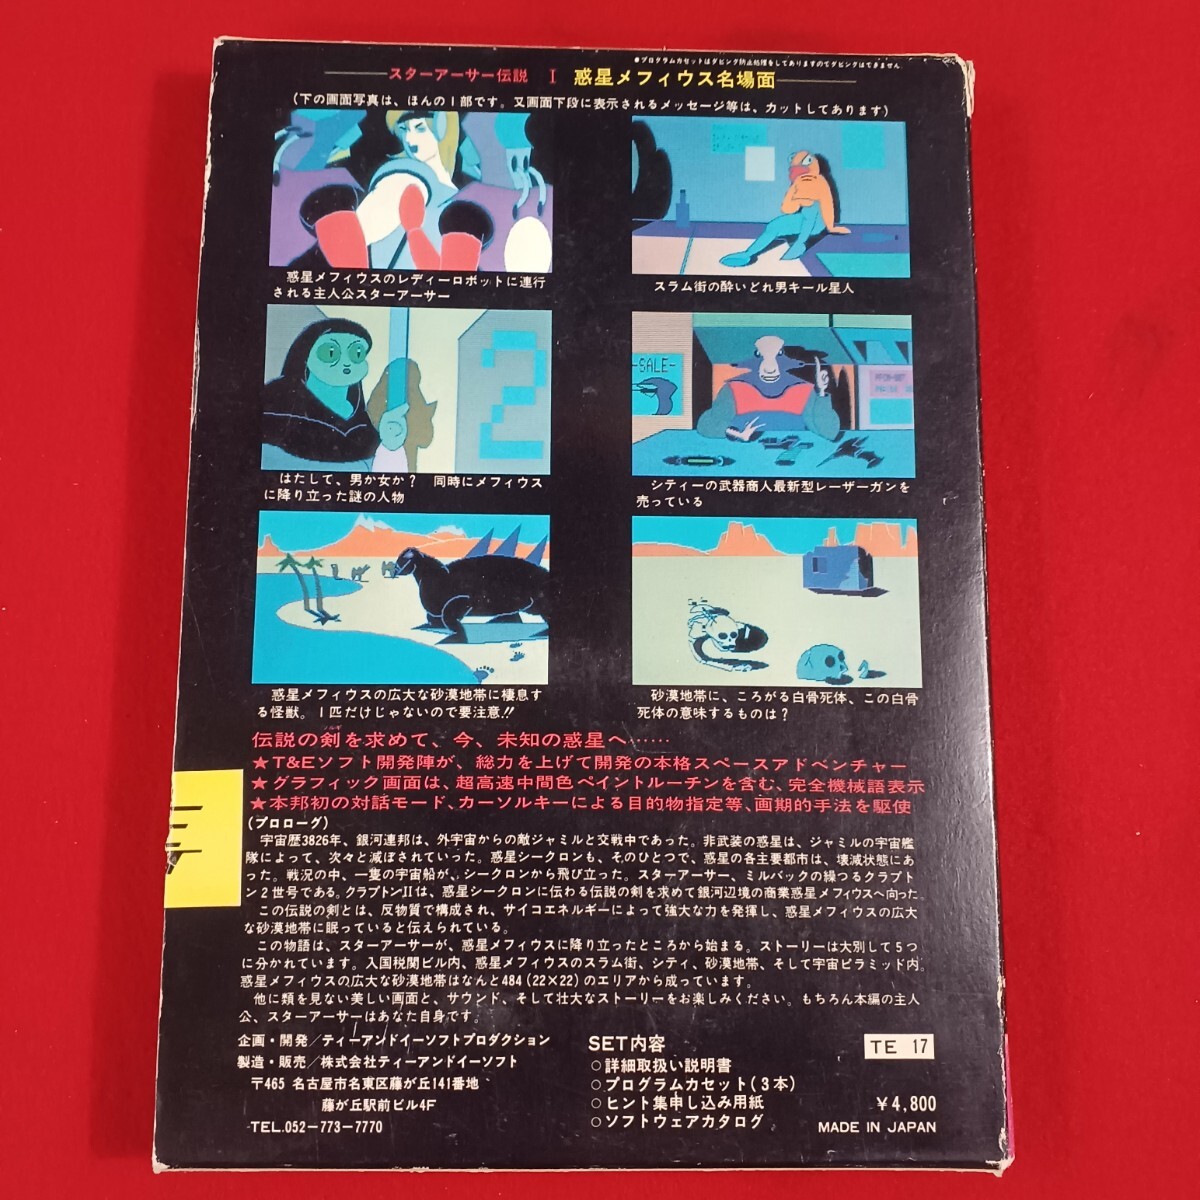 ●プログラムカセットはダビング防止処理をしてありますのでダビングはできません
スターアーサー伝説 I 惑星メフィウス名場面
(下の画面写真は、ほんの1部です。又画面下段に表示されるメッセージ等は、カットしてあります)
惑星メフィウスのレディーロボットに連行
される主人公スターアーサー
スラム街の酔いどれ男キール星人
2
-SALE-
はたして、男か女か? 同時にメフィウス
に降り立った謎の人物
シティーの武器商人最新型レーザーガンを
売っている
惑星メフィウスの広大な砂漠地帯に棲息す
る怪獣。1匹だけじゃないので要注意!!
砂漠地帯に、ころがる白骨死体、この白骨
死体の意味するものは?
伝説の剣を求めて、今、未知の惑星へ……
★T&Eソフト開発陣が、総力を上げて開発の本格スペースアドベンチャー
★グラフィック画面は、超高速中間色ペイントルーチンを含む、完全機械語表示
★本邦初の対話モード、カーソルキーによる目的物指定等、画期的手法を駆使
(プロローグ)
宇宙歴3826年、銀河連邦は、外宇宙からの敵ジャミルと交戦中であった。非武装の惑星は、ジャミルの宇宙艦
隊によって、次々と滅ぼされていった。惑星シークロンも、そのひとつで、惑星の各主要都市は、壊滅状態にあ
った。戦況の中、一隻の宇宙船が、シークロンから飛び立った。スターアーサー、ミルバックの操つるクラプト
ン2世号である。クラプトンIIは、惑星シークロンに伝わる伝説の剣を求めて銀河辺境の商業惑星メフィウスへ向った
この伝説の剣とは、反物質で構成され、サイコエネルギーによって強大な力を発揮し、惑星メフィウスの広大
な砂漠地帯に眠っていると伝えられている。
この物語は、スターアーサーが、惑星メフィウスに降り立ったところから始まる。ストーリーは大別して5つ
に分かれています。入国税関ビル内、惑星メフィウスのスラム街、シティ、砂漠地帯、そして宇宙ピラミッド内。
惑星メフィウスの広大な砂漠地帯はなんと484(22×22)のエリアから成っています。
他に類を見ない美しい画面と、サウンド、そして壮大なストーリーをお楽しみください。もちろん本編の主人
公、スターアーサーはあなた自身です。
企画・開発/ティーアンドイーソフトプロダクション
製造・販売/株式会社ティーアンドイーソフト
〒465 名古屋市名東区藤が丘141番地
藤が丘駅前ビル4F
TEL.052-773-7770
SET内容
○詳細取扱い説明書
○プログラムカセット(3本)
○ヒント集申し込み用紙
○ソフトウェアカタログ
TE 17
¥4,800
MADE IN JAPAN